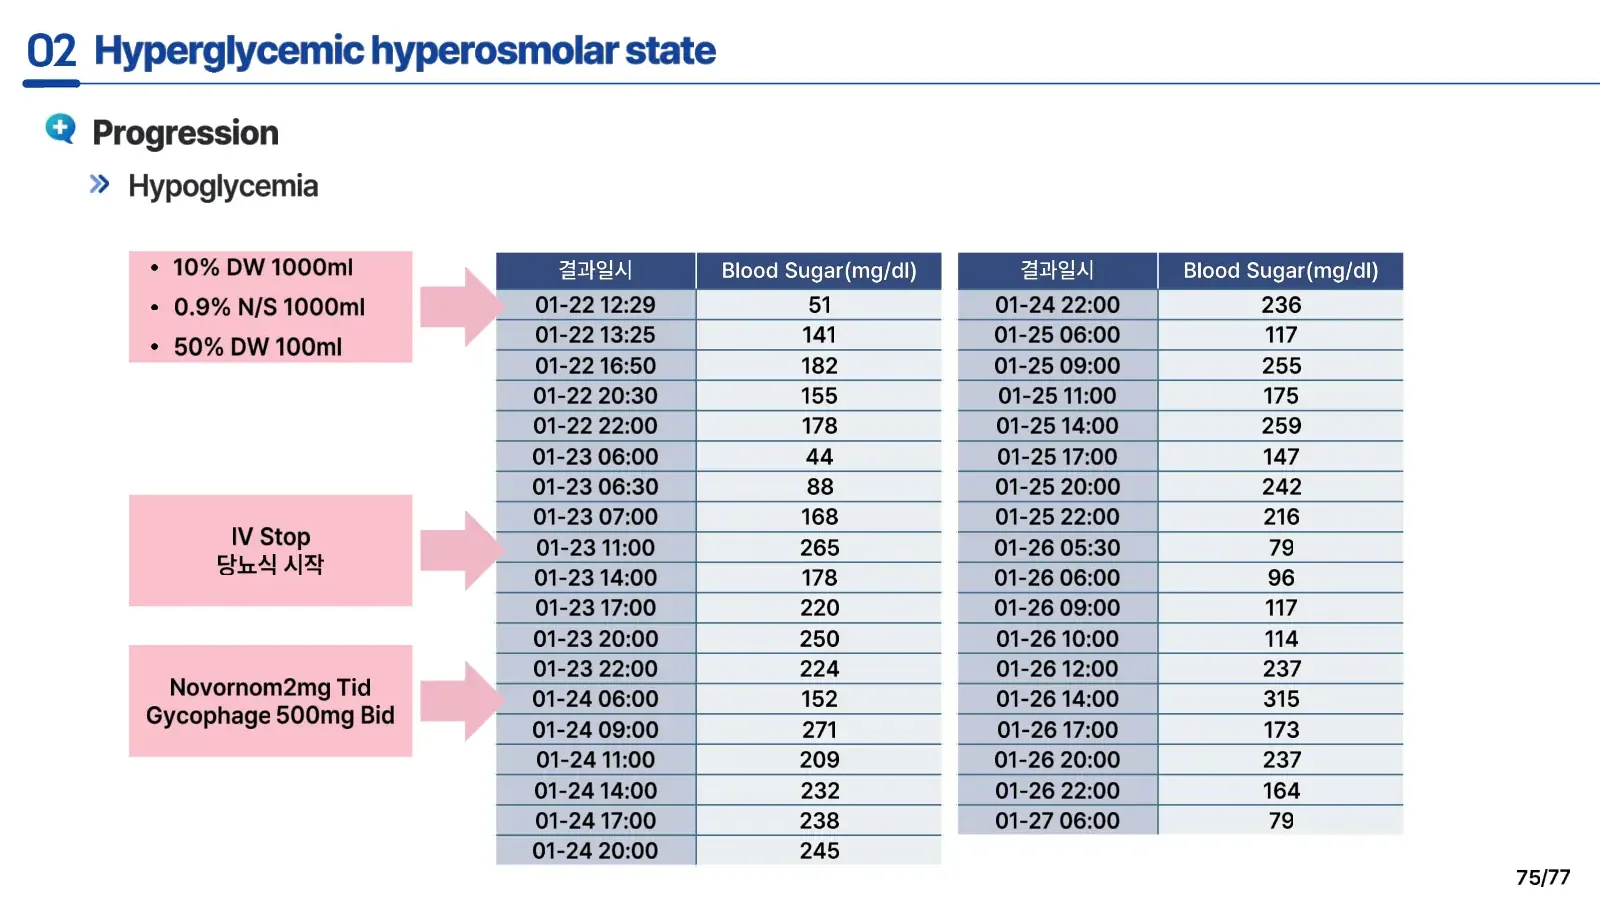 02 Hyperglycemic hyperosmolar state
Progression
Hypoglycemia
• 10% DW 1000ml
• 0.9% N/S 1000ml
• 50% DW 100ml
IV Stop
당뇨식 시작
Novornom2mg Tid
Gycophage 500mg Bid
결과일시 Blood Sugar(mg/dl)
01-22 12:29 51
01-22 13:25 141
01-22 16:50 182
01-22 20:30 155
01-22 22:00 178
01-23 06:00 44
01-23 06:30 88
01-23 07:00 168
01-23 11:00 265
01-23 14:00 178
01-23 17:00 220
01-23 20:00 250
01-23 22:00 224
01-24 06:00 152
01-24 09:00 271
01-24 11:00 209
01-24 14:00 232
01-24 17:00 238
01-24 20:00 245
결과일시 Blood Sugar(mg/dl)
01-24 22:00 236
01-25 06:00 117
01-25 09:00 255
01-25 11:00 175
01-25 14:00 259
01-25 17:00 147
01-25 20:00 242
01-25 22:00 216
01-26 05:30 79
01-26 06:00 96
01-26 09:00 117
01-26 10:00 114
01-26 12:00 237
01-26 14:00 315
01-26 17:00 173
01-26 20:00 237
01-26 22:00 164
01-27 06:00 79
75/77